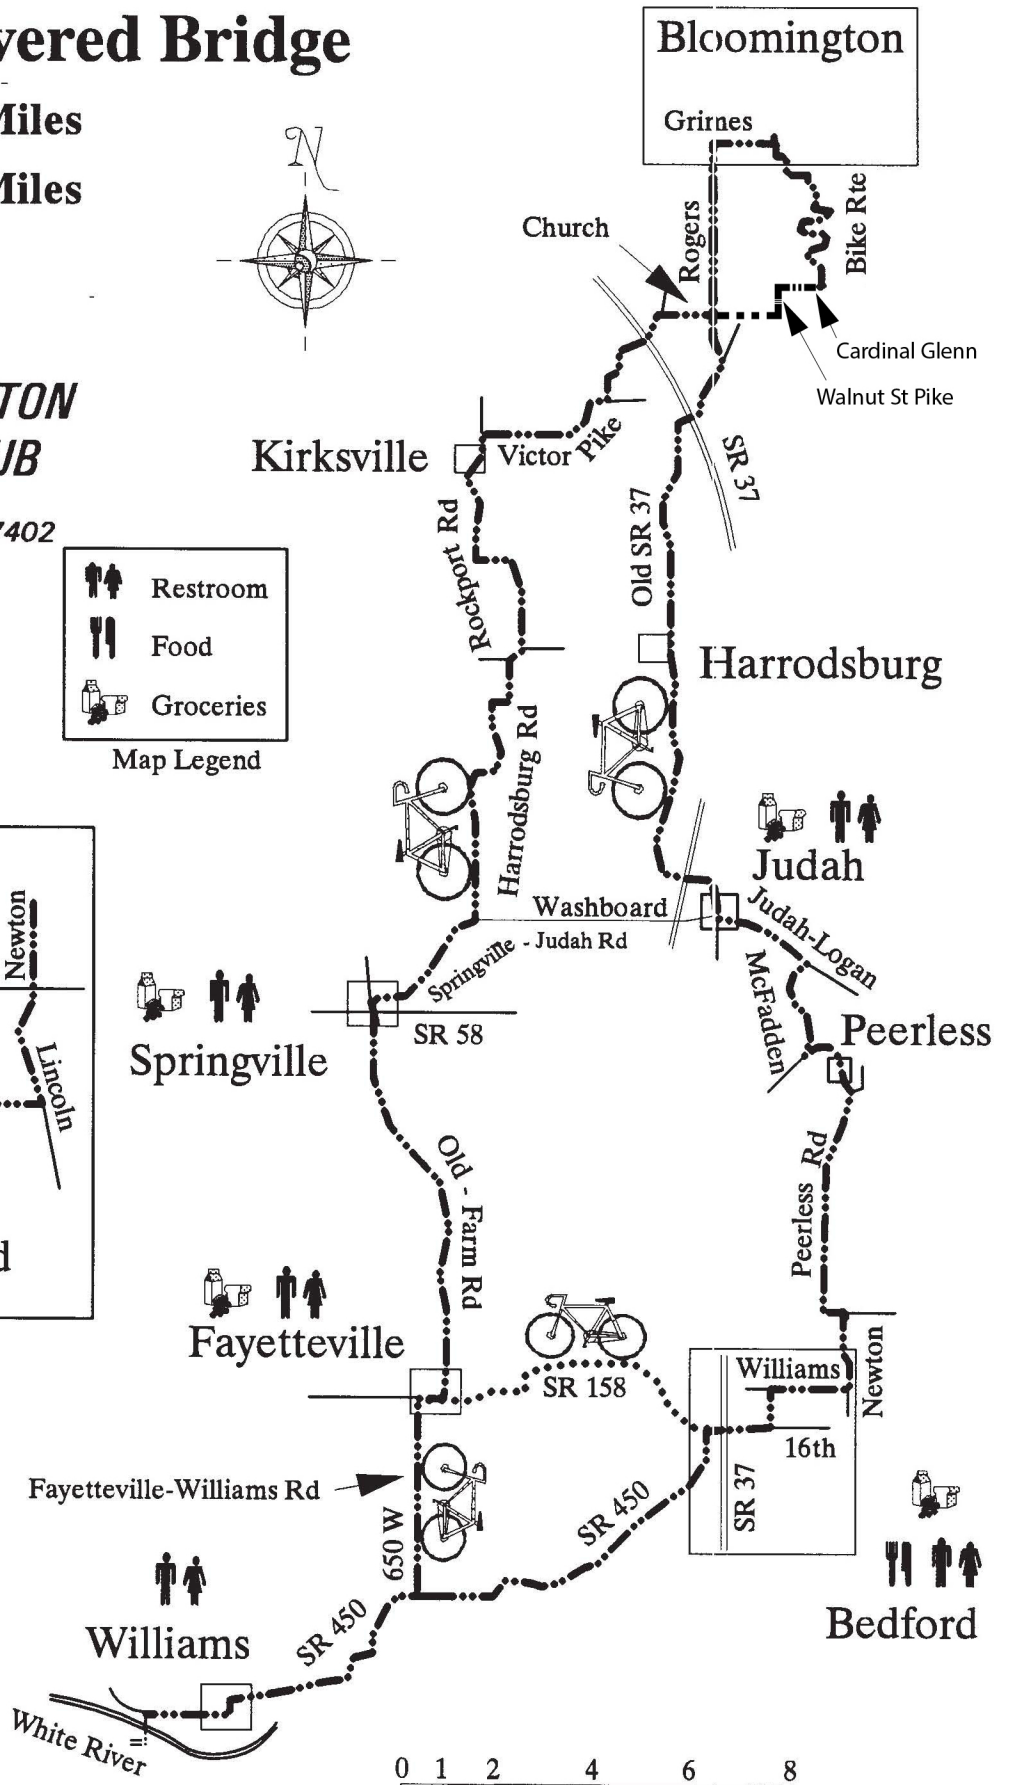 vered Bridge
Miles
Miles
N
TON
UB
7402
Bloomington
Grimes
Rogers
Bike Rte
Church
Cardinal Glenn
Walnut St Pike
SR 37
Kirksville
Victor Pike
Rockport Rd
Old SR 37
Harrodsburg
Restroom
Food
Groceries
Map Legend
Harrodsburg Rd
Judah
Washboard
Springville - Judah Rd
Judah-Logan
McFadden
Peerless
Newton
Lincoln
d
Springville
SR 58
Old - Farm Rd
Peerless Rd
Fayetteville
SR 158
Williams
Newton
16th
SR 37
Fayetteville-Williams Rd
650 W
SR 450
SR 450
Bedford
Williams
White River
0 1 2 4 6 8